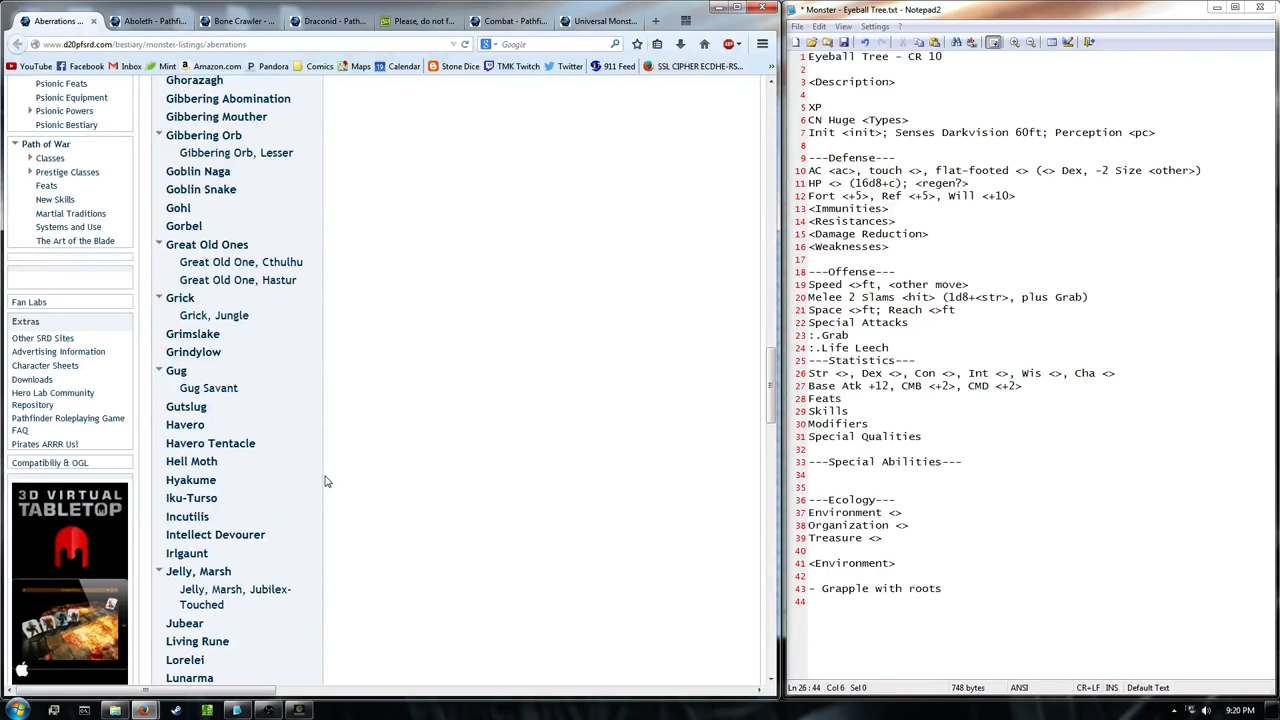 Aberrations ...
Aboleth - Pathf...
Bone Crawler - ...
Draconid - Path...
Please, do not f...
Combat - Pathfi...
Universal Monst...
* Monster - Eyeball Tree.txt - Notepad2
www.d20pfsrd.com/bestiary/monster-listings/aberrations
Google
File Edit View Settings ?
YouTube Facebook Inbox Mint Amazon.com Pandora Comics Maps Calendar Stone Dice TMK Twitch Twitter 911 Feed SSL CIPHER ECDHE-RS... »
Psionic Feats
Psionic Equipment
Psionic Powers
Psionic Bestiary
Path of War
Classes
Prestige Classes
Feats
New Skills
Martial Traditions
Systems and Use
The Art of the Blade
Fan Labs
Extras
Other SRD Sites
Advertising Information
Character Sheets
Downloads
Hero Lab Community
Repository
Pathfinder Roleplaying Game
FAQ
Pirates ARRR Us!
Compatibiliy & OGL
3D VIRTUAL
TABLETOP
Ghorazagh
Gibbering Abomination
Gibbering Mouther
Gibbering Orb
Gibbering Orb, Lesser
Goblin Naga
Goblin Snake
Gohl
Gorbel
Great Old Ones
Great Old One, Cthulhu
Great Old One, Hastur
Grick
Grick, Jungle
Grimslake
Grindylow
Gug
Gug Savant
Gutslug
Havero
Havero Tentacle
Hell Moth
Hyakume
Iku-Turso
Incutilis
Intellect Devourer
Irlgaunt
Jelly, Marsh
Jelly, Marsh, Jubilex-
Touched
Jubear
Living Rune
Lorelei
Lunarma
1 Eyeball Tree - CR 10
2
3 <Description>
4
5 XP
6 CN Huge <Types>
7 Init <init>; Senses Darkvision 60ft; Perception <pc>
8
9 ---Defense---
10 AC <ac>, touch <>, flat-footed <> (<> Dex, -2 Size <other>)
11 HP <> (16d8+c); <regen?>
12 Fort <+5>, Ref <+5>, Will <+10>
13 <Immunities>
14 <Resistances>
15 <Damage Reduction>
16 <Weaknesses>
17
18 ---Offense---
19 Speed <>ft, <other move>
20 Melee 2 Slams <hit> (1d8+<str>, plus Grab)
21 Space <>ft; Reach <>ft
22 Special Attacks
23 :.Grab
24 :.Life Leech
25 ---Statistics---
26 Str <>, Dex <>, Con <>, Int <>, Wis <>, Cha <>
27 Base Atk +12, CMB <+2>, CMD <+2>
28 Feats
29 Skills
30 Modifiers
31 Special Qualities
32
33 ---Special Abilities---
34
35
36 ---Ecology---
37 Environment <>
38 Organization <>
39 Treasure <>
40
41 <Environment>
42
43 - Grapple with roots
44
Ln 26 : 44 Col 6 Sel 0 748 bytes ANSI CR+LF INS Default Text
9:20 PM